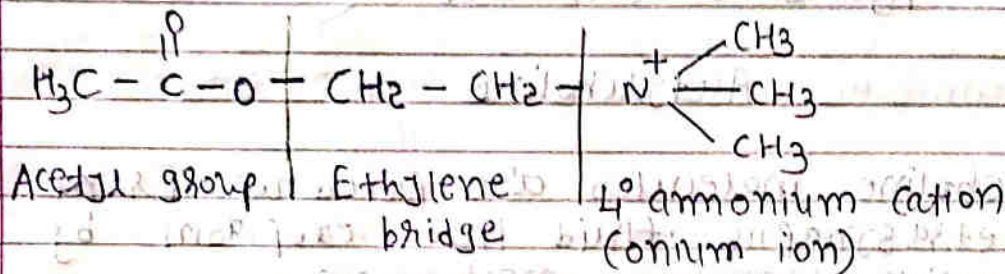 O
H3C - C - O - CH2 - CH2 - N+ - CH3
CH3
CH3
Acetyl group Ethylene bridge 4° ammonium cation
(onium ion)